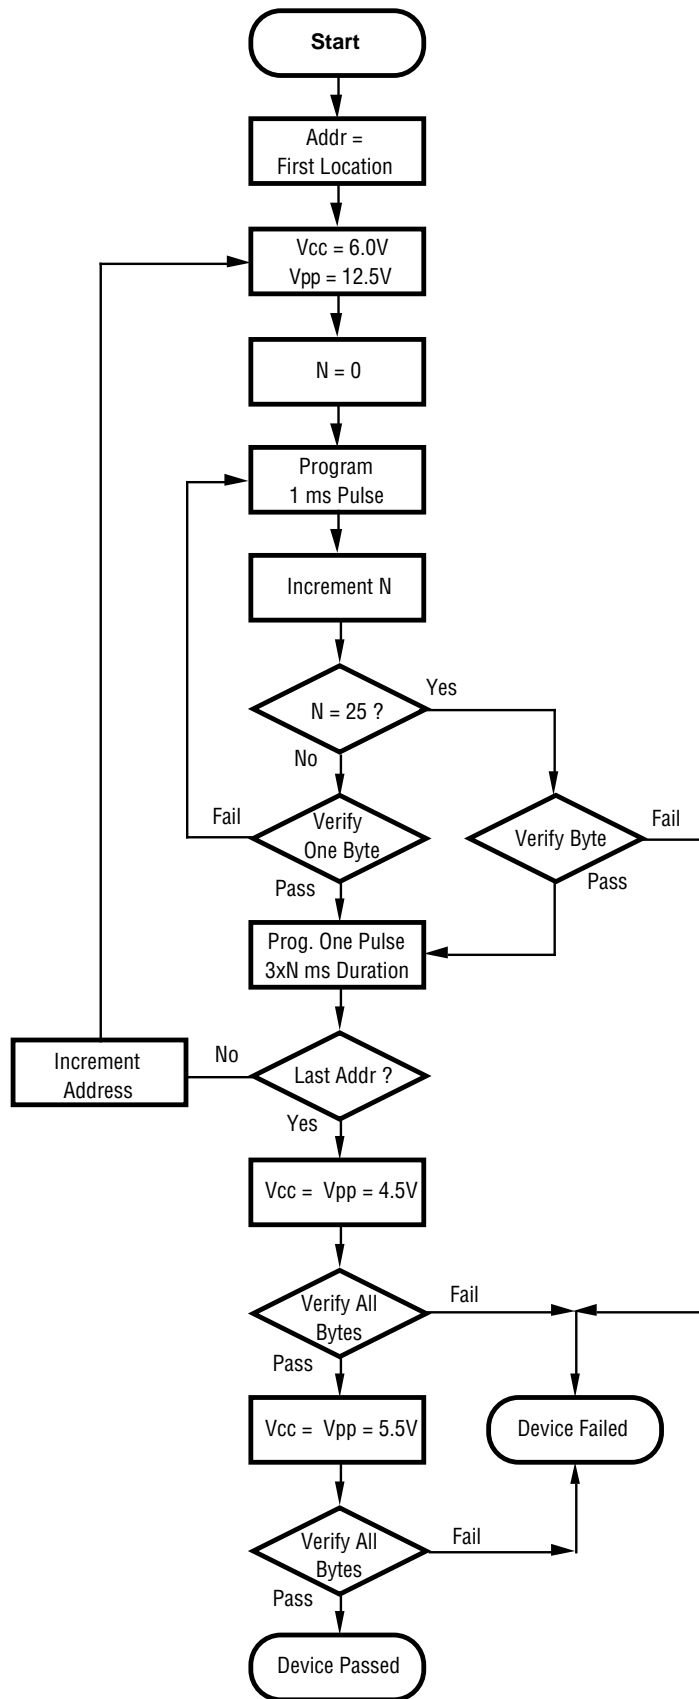 Start
Addr =
First Location
Vcc = 6.0V
Vpp = 12.5V
N = 0
Program
1 ms Pulse
Increment N
Yes
N = 25 ?
No
Fail
Verify
One Byte
Pass
Fail
Verify Byte
Pass
Prog. One Pulse
3xN ms Duration
Increment
Address
No
Last Addr ?
Yes
Vcc = Vpp = 4.5V
Verify All
Bytes
Fail
Pass
Vcc = Vpp = 5.5V
Device Failed
Verify All
Bytes
Fail
Pass
Device Passed